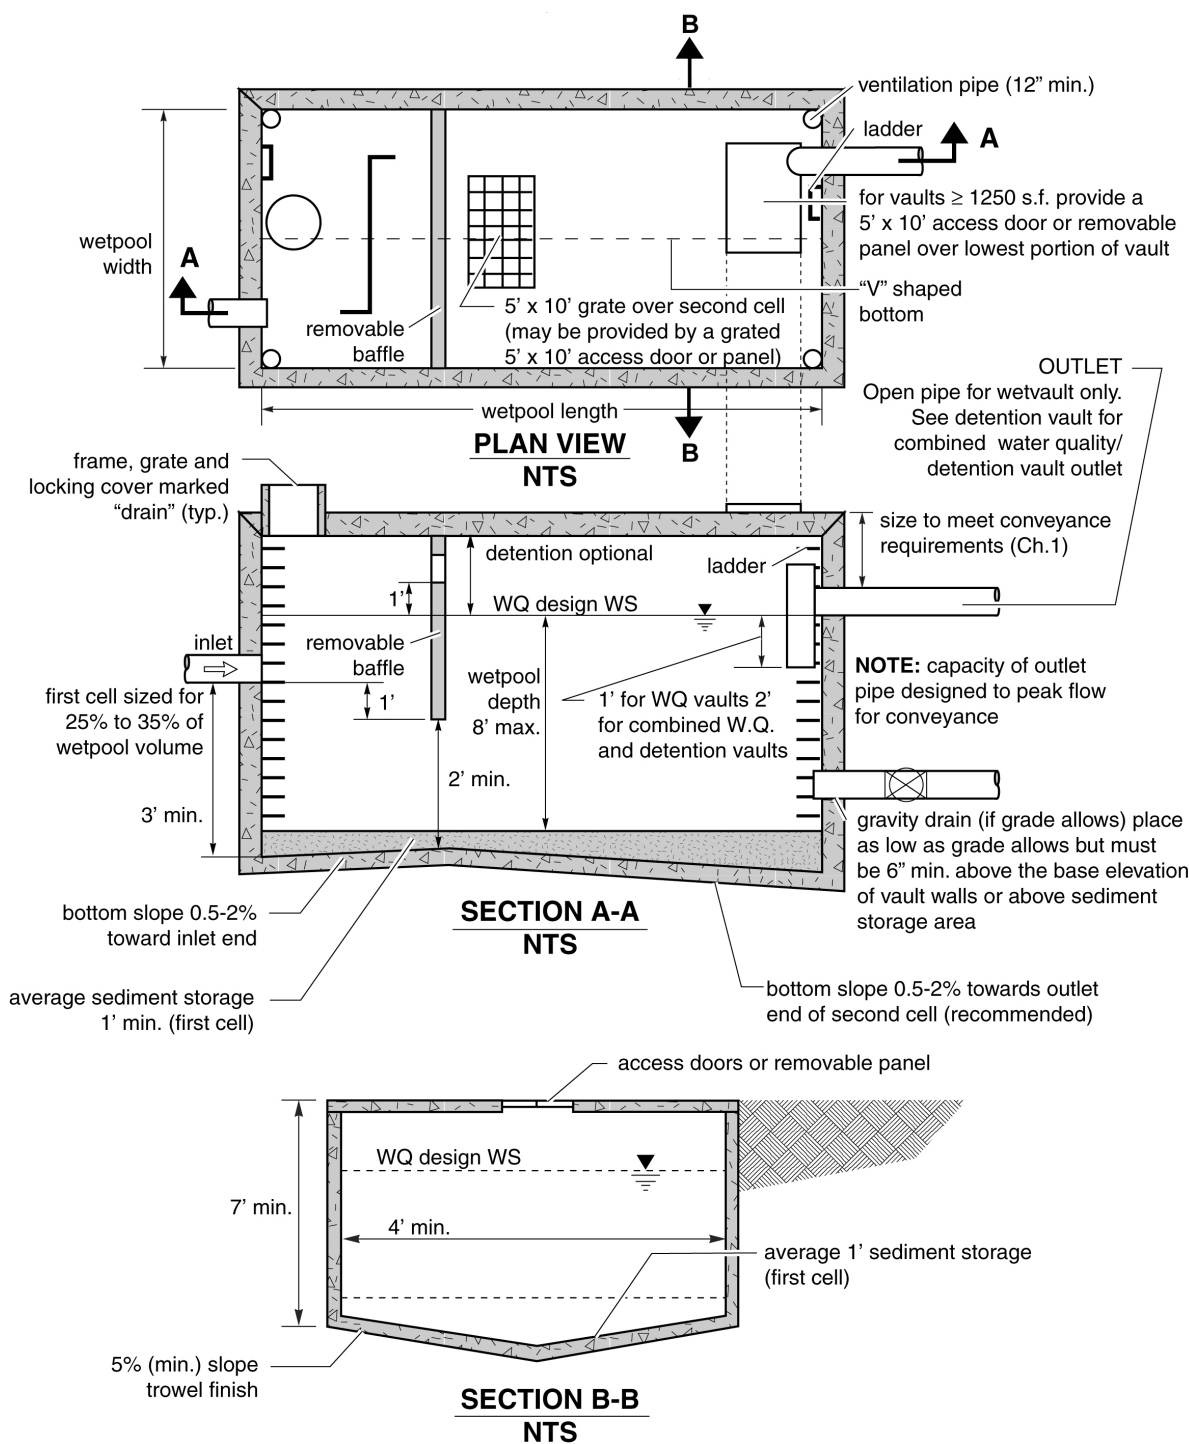 B
ventilation pipe (12” min.)
ladder
A
for vaults ≥ 1250 s.f. provide a
5’ x 10’ access door or removable
panel over lowest portion of vault
wetpool
width
A
“V” shaped
bottom
5’ x 10’ grate over second cell
(may be provided by a grated
5’ x 10’ access door or panel)
removable
baffle
wetpool length
B
PLAN VIEW
NTS
OUTLET
Open pipe for wetvault only.
See detention vault for
combined water quality/
detention vault outlet
frame, grate and
locking cover marked
“drain” (typ.)
size to meet conveyance
requirements (Ch.1)
detention optional
ladder
1’
WQ design WS
inlet
removable
baffle
first cell sized for
25% to 35% of
wetpool volume
1’
wetpool
depth
8’ max.
1’ for WQ vaults 2’
for combined W.Q.
and detention vaults
NOTE: capacity of outlet
pipe designed to peak flow
for conveyance
2’ min.
3’ min.
gravity drain (if grade allows) place
as low as grade allows but must
be 6” min. above the base elevation
of vault walls or above sediment
storage area
bottom slope 0.5-2%
toward inlet end
SECTION A-A
NTS
average sediment storage
1’ min. (first cell)
bottom slope 0.5-2% towards outlet
end of second cell (recommended)
access doors or removable panel
WQ design WS
7’ min.
4’ min.
average 1’ sediment storage
(first cell)
5% (min.) slope
trowel finish
SECTION B-B
NTS